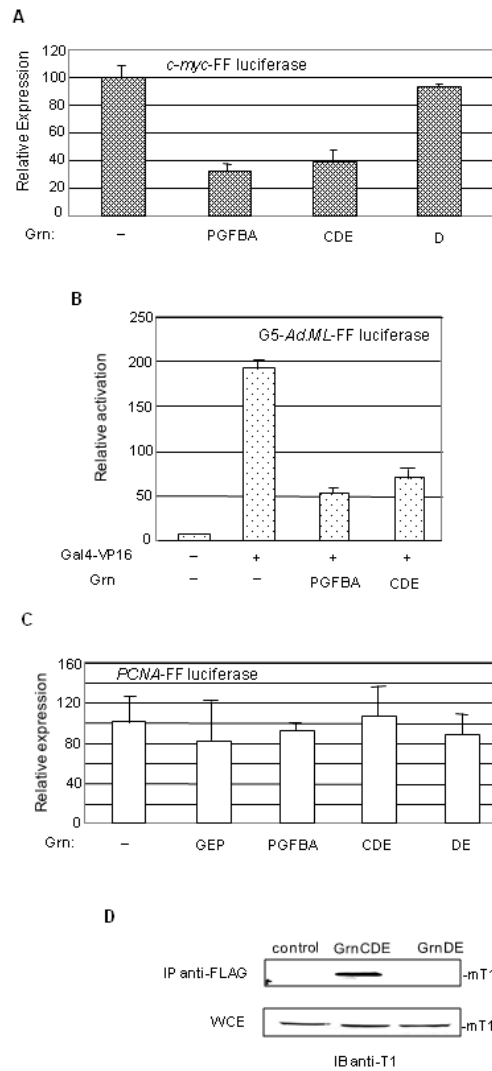 A
c-myc-FF luciferase
Relative Expression
120
100
80
60
40
20
0
Grn: – PGFBA CDE D
B
G5-Ad.ML-FF luciferase
Relative activation
250
200
150
100
50
0
Gal4-VP16 – + + +
Grn – – PGFBA CDE
C
PCNA-FF luciferase
Relative expression
160
120
80
40
0
Grn: – GEP PGFBA CDE DE
D
control GrnCDE GrnDE
IP anti-FLAG -mT1
WCE -mT1
IB anti-T1